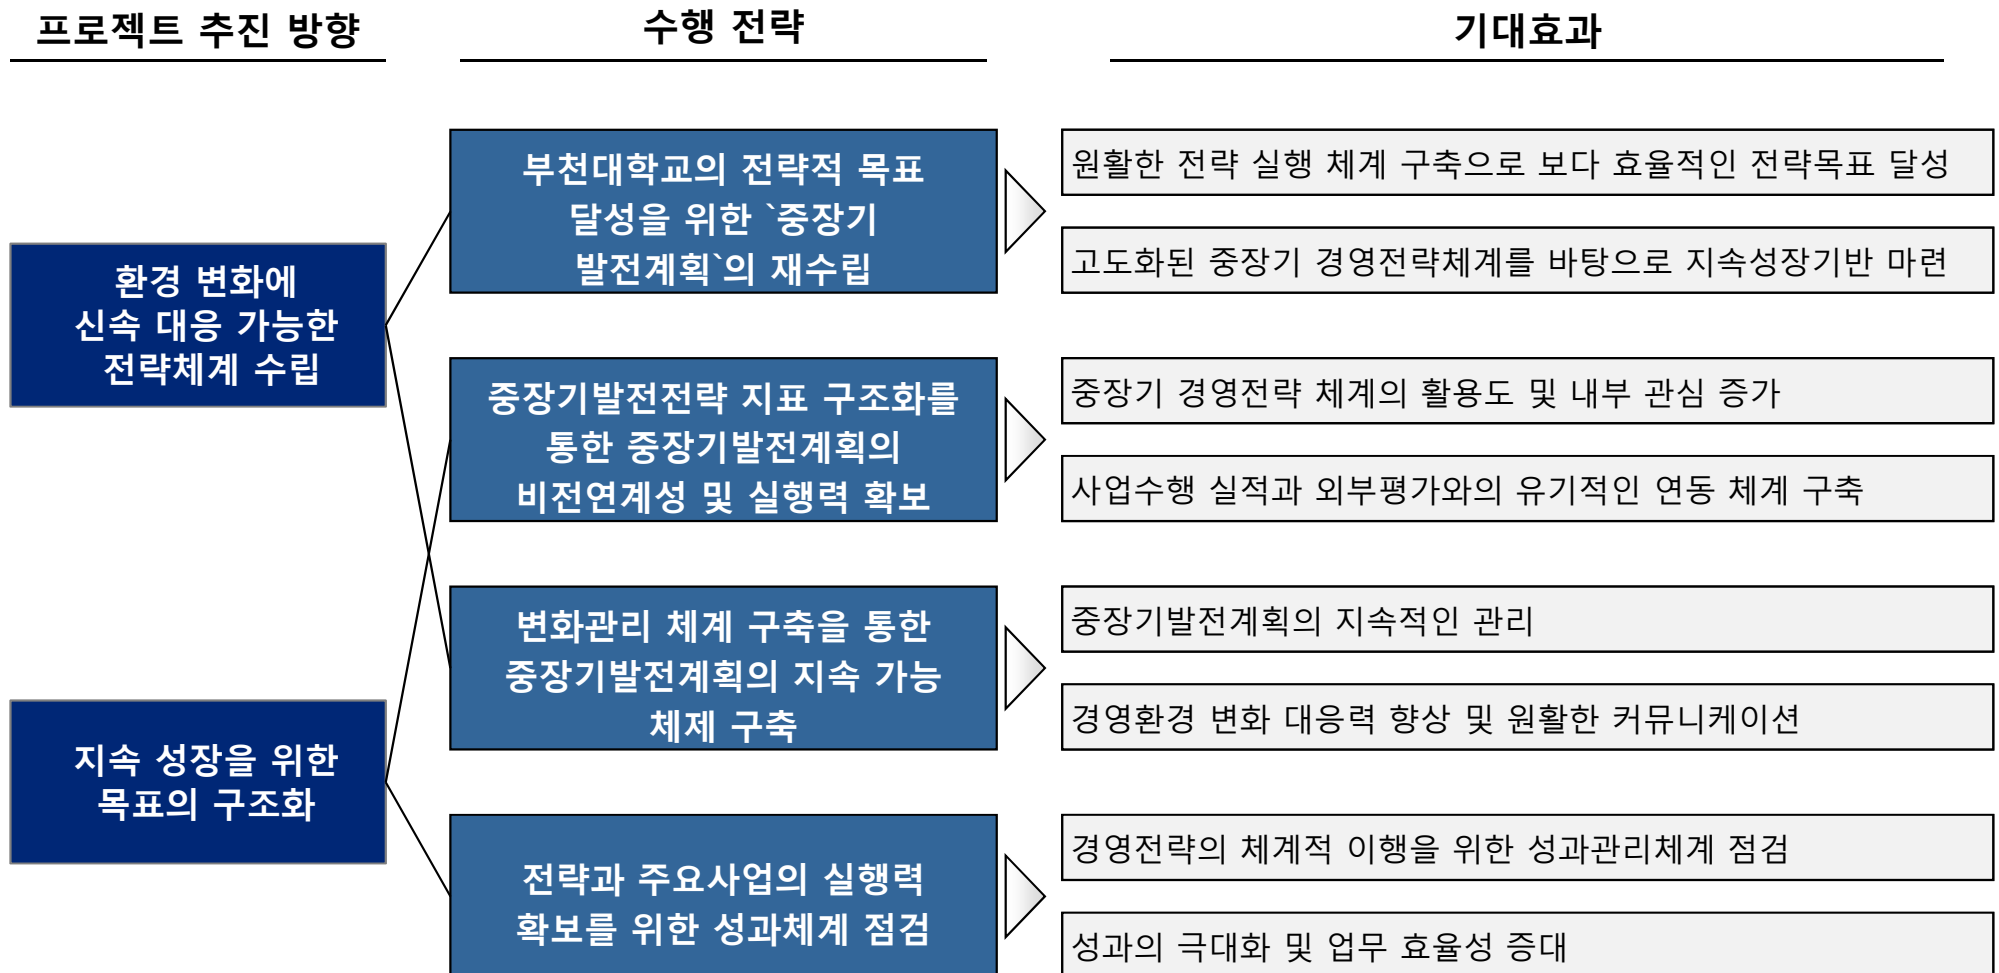 프로젝트 추진 방향
수행 전략
기대효과
환경 변화에
신속 대응 가능한
전략체계 수립
지속 성장을 위한
목표의 구조화
부천대학교의 전략적 목표
달성을 위한 `중장기
발전계획`의 재수립
원활한 전략 실행 체계 구축으로 보다 효율적인 전략목표 달성
고도화된 중장기 경영전략체계를 바탕으로 지속성장기반 마련
중장기발전전략 지표 구조화를
통한 중장기발전계획의
비전연계성 및 실행력 확보
중장기 경영전략 체계의 활용도 및 내부 관심 증가
사업수행 실적과 외부평가와의 유기적인 연동 체계 구축
변화관리 체계 구축을 통한
중장기발전계획의 지속 가능
체제 구축
중장기발전계획의 지속적인 관리
경영환경 변화 대응력 향상 및 원활한 커뮤니케이션
전략과 주요사업의 실행력
확보를 위한 성과체계 점검
경영전략의 체계적 이행을 위한 성과관리체계 점검
성과의 극대화 및 업무 효율성 증대